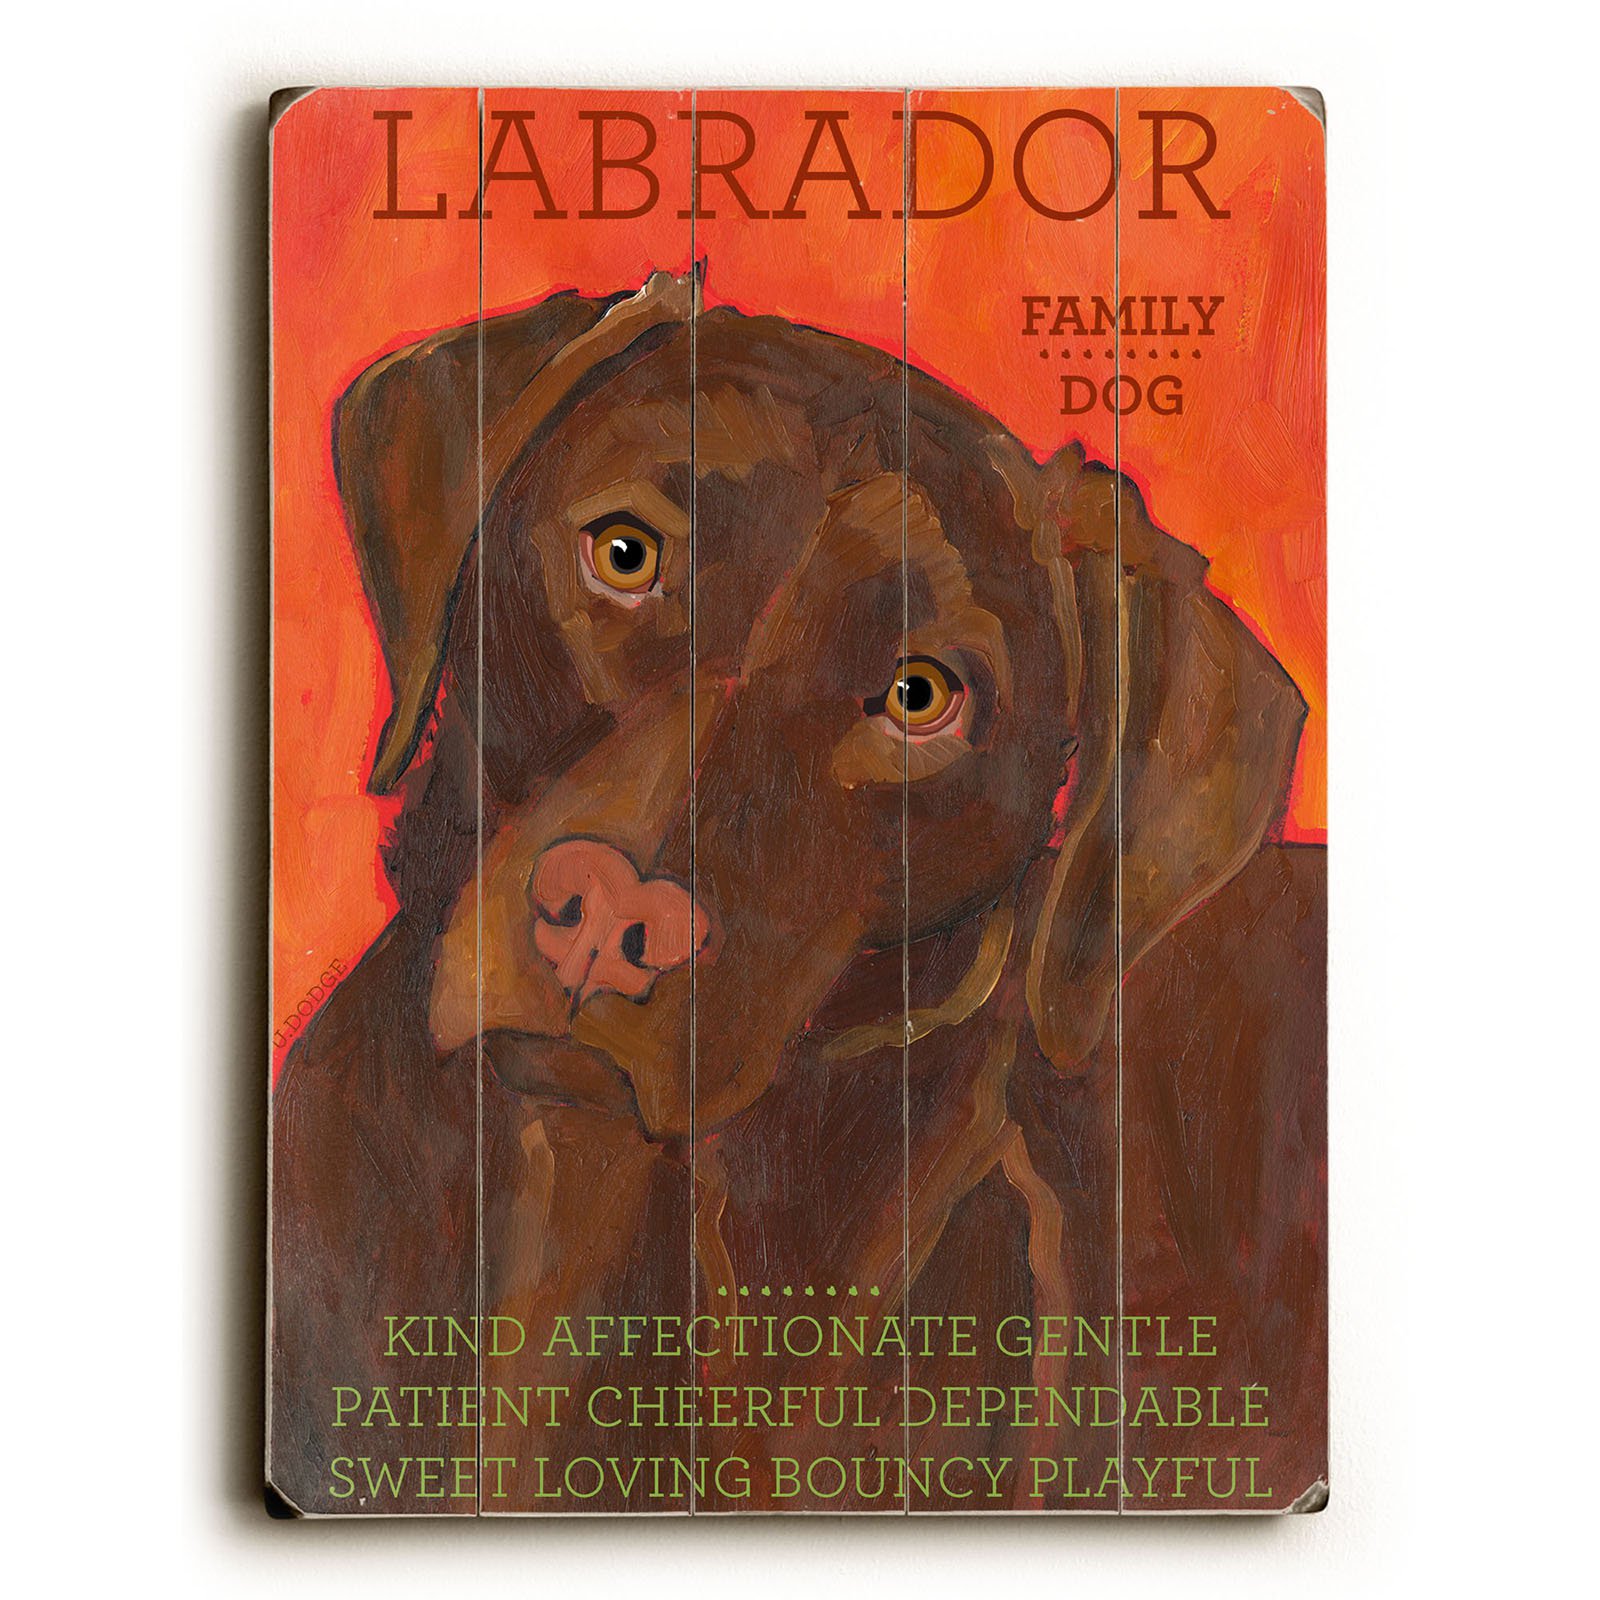 LABRADOR
FAMILY
DOG
U.DODGE
KIND AFFECTIONATE GENTLE
PATIENT CHEERFUL DEPENDABLE
SWEET LOVING BOUNCY PLAYFUL